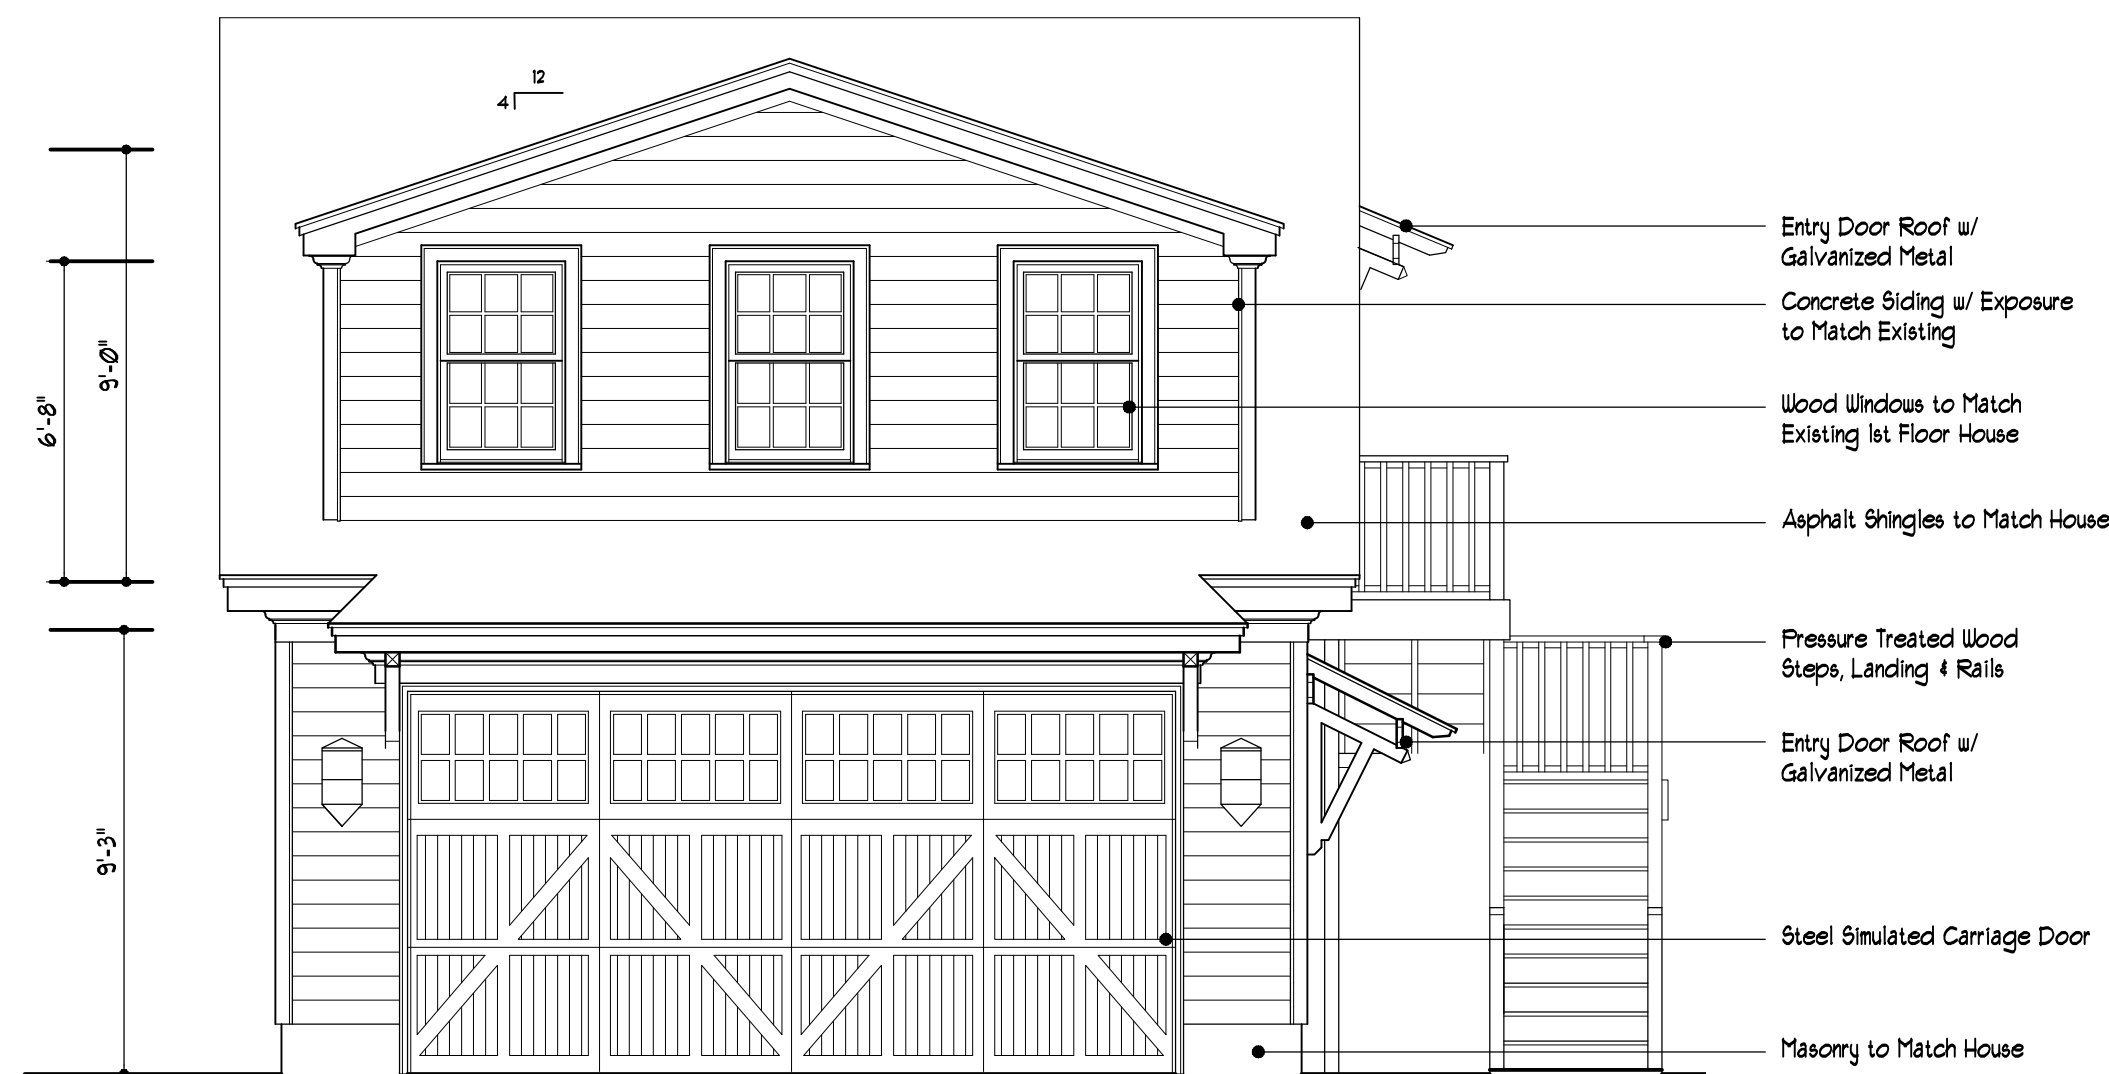 12
4
Entry Door Roof w/
Galvanized Metal
Concrete Siding w/ Exposure
to Match Existing
9'-0"
6'-8"
Wood Windows to Match
Existing 1st Floor House
Asphalt Shingles to Match House
Pressure Treated Wood
Steps, Landing & Rails
Entry Door Roof w/
Galvanized Metal
9'-3"
Steel Simulated Carriage Door
Masonry to Match House